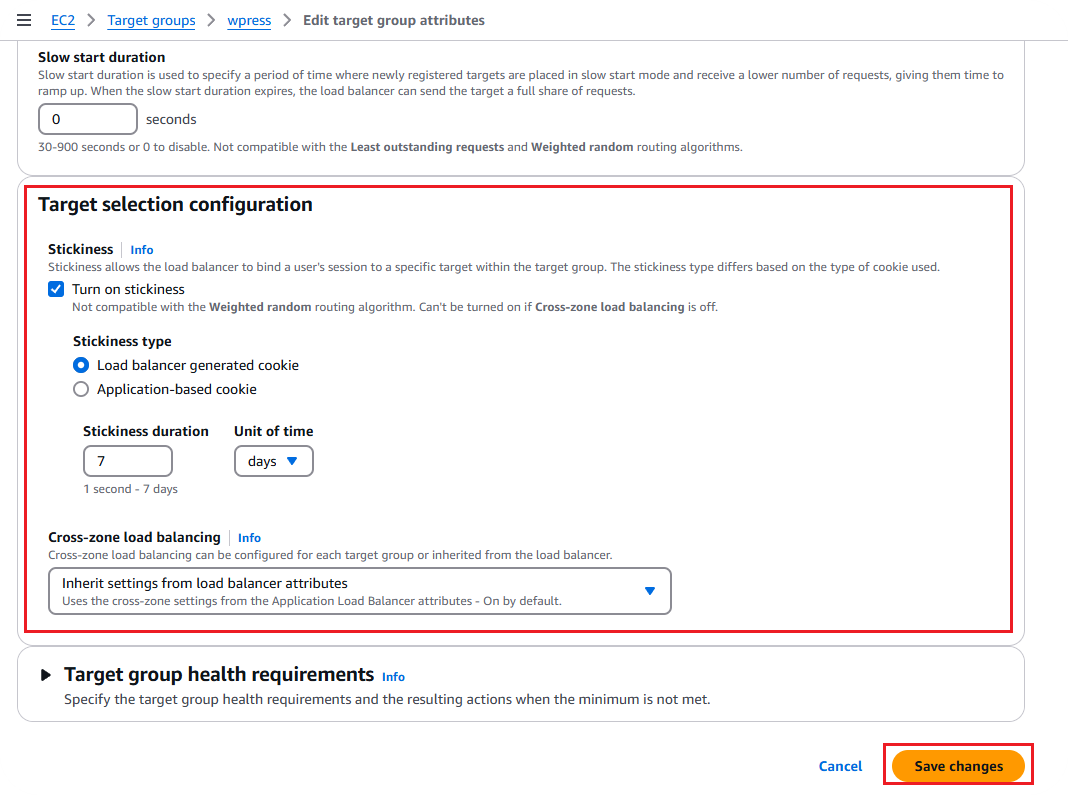 EC2 > Target groups > wpress > Edit target group attributes
Slow start duration
Slow start duration is used to specify a period of time where newly registered targets are placed in slow start mode and receive a lower number of requests, giving them time to
ramp up. When the slow start duration expires, the load balancer can send the target a full share of requests.
0 seconds
30-900 seconds or 0 to disable. Not compatible with the Least outstanding requests and Weighted random routing algorithms.
Target selection configuration
Stickiness Info
Stickiness allows the load balancer to bind a user's session to a specific target within the target group. The stickiness type differs based on the type of cookie used.
Turn on stickiness
Not compatible with the Weighted random routing algorithm. Can't be turned on if Cross-zone load balancing is off.
Stickiness type
Load balancer generated cookie
Application-based cookie
Stickiness duration Unit of time
7 days
1 second - 7 days
Cross-zone load balancing Info
Cross-zone load balancing can be configured for each target group or inherited from the load balancer.
Inherit settings from load balancer attributes
Uses the cross-zone settings from the Application Load Balancer attributes - On by default.
Target group health requirements Info
Specify the target group health requirements and the resulting actions when the minimum is not met.
Cancel Save changes